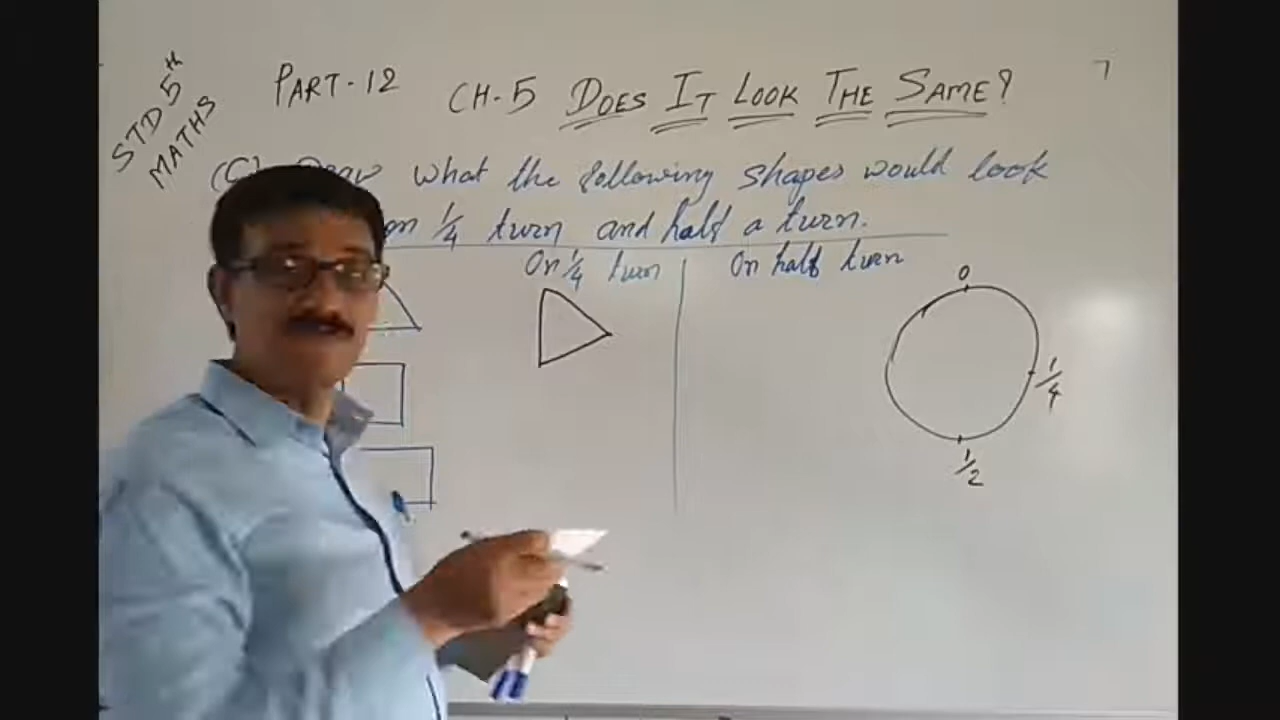 STD 5th
MATHS
PART-12 CH-5 DOES IT LOOK THE SAME?
(C) what the following shapes would look
on 1/4 turn and half a turn.
On 1/4 turn On half turn
0
1/4
1/2